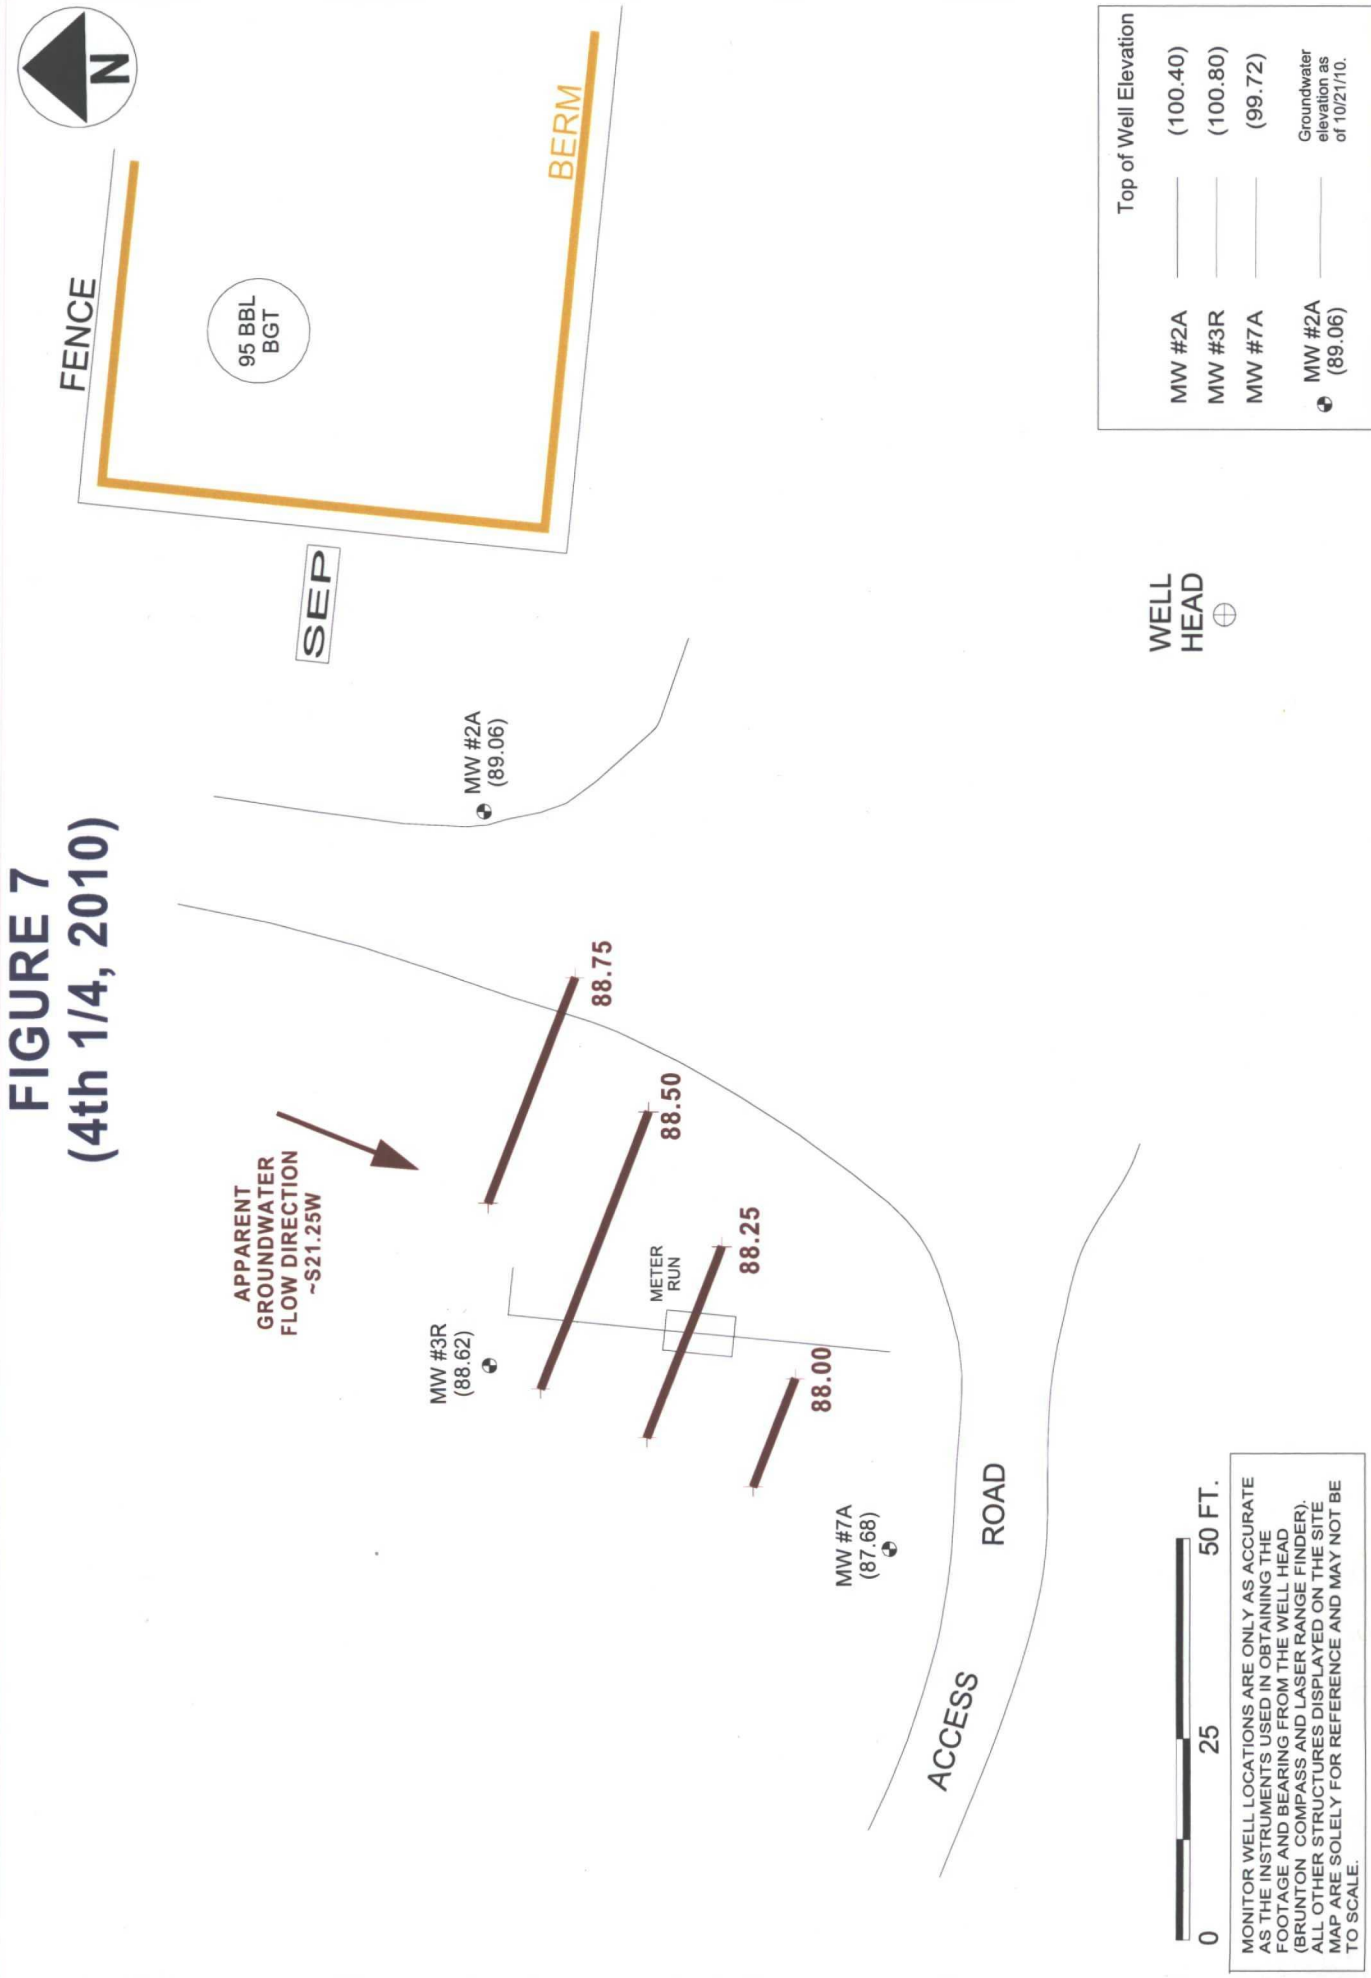 FIGURE 7
(4th 1/4, 2010)
N
FENCE
95 BBL
BGT
BERM
SEP
APPARENT
GROUNDWATER
FLOW DIRECTION
~S21.25W
MW #2A
(89.06)
88.75
88.50
MW #3R
(88.62)
METER
RUN
88.25
88.00
MW #7A
(87.68)
ACCESS
ROAD
WELL
HEAD
0
25
50 FT.
MONITOR WELL LOCATIONS ARE ONLY AS ACCURATE
AS THE INSTRUMENTS USED IN OBTAINING THE
FOOTAGE AND BEARING FROM THE WELL HEAD
(BRUNTON COMPASS AND LASER RANGE FINDER).
ALL OTHER STRUCTURES DISPLAYED ON THE SITE
MAP ARE SOLELY FOR REFERENCE AND MAY NOT BE
TO SCALE.
Top of Well Elevation
MW #2A (100.40)
MW #3R (100.80)
MW #7A (99.72)
MW #2A
(89.06)
Groundwater
elevation as
of 10/21/10.